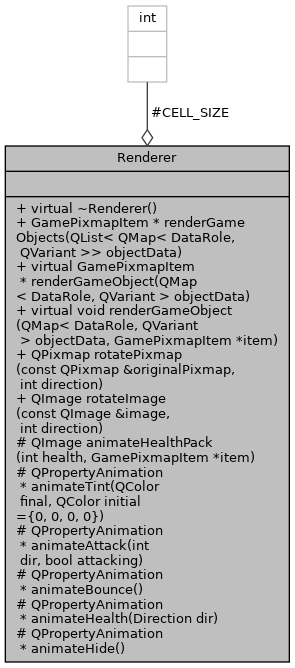 int
#CELL_SIZE
Renderer
+ virtual ~Renderer()
+ GamePixmapItem * renderGame
Objects(QList< QMap< DataRole,
QVariant >> objectData)
+ virtual GamePixmapItem
* renderGameObject(QMap
< DataRole, QVariant > objectData)
+ virtual void renderGameObject
(QMap< DataRole, QVariant
> objectData, GamePixmapItem *item)
+ QPixmap rotatePixmap
(const QPixmap &originalPixmap,
int direction)
+ QImage rotateImage
(const QImage &image,
int direction)
# QImage animateHealthPack
(int health, GamePixmapItem *item)
# QPropertyAnimation
* animateTint(QColor
final, QColor initial
={0, 0, 0, 0})
# QPropertyAnimation
* animateAttack(int
dir, bool attacking)
# QPropertyAnimation
* animateBounce()
# QPropertyAnimation
* animateHealth(Direction dir)
# QPropertyAnimation
* animateHide()